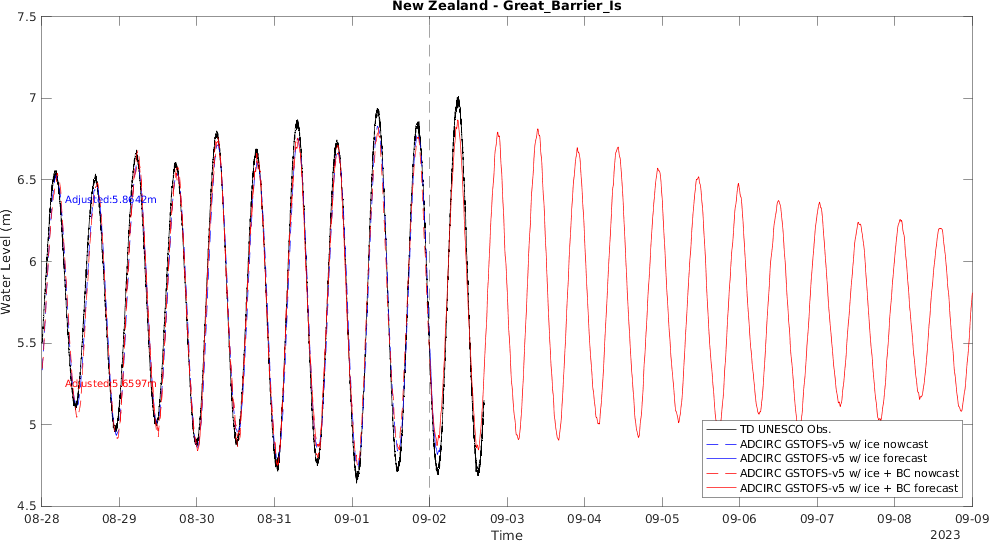 New Zealand - Great_Barrier_Is
7.5
7
6.5
6
5.5
5
4.5
Water Level (m)
Adjusted:5.8642m
Adjusted:5.6597m
TD UNESCO Obs.
ADCIRC GSTOFS-v5 w/ ice nowcast
ADCIRC GSTOFS-v5 w/ ice forecast
ADCIRC GSTOFS-v5 w/ ice + BC nowcast
ADCIRC GSTOFS-v5 w/ ice + BC forecast
08-28 08-29 08-30 08-31 09-01 09-02 09-03 09-04 09-05 09-06 09-07 09-08 09-09
Time
2023